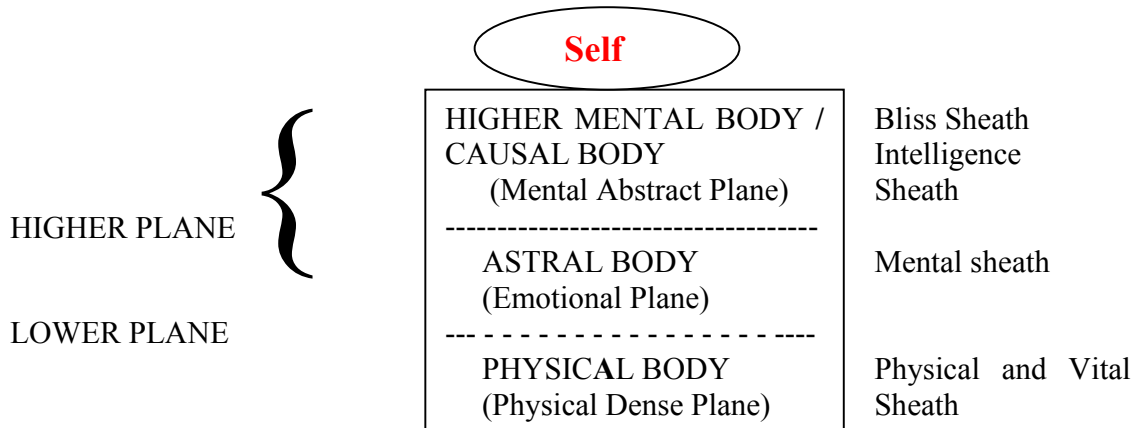 Self
HIGHER MENTAL BODY /
CAUSAL BODY
(Mental Abstract Plane)
Bliss Sheath
Intelligence
Sheath
HIGHER PLANE
------------------------------------
ASTRAL BODY
(Emotional Plane)
Mental sheath
LOWER PLANE
--- - - - - - - - - - - - - - - - ----
PHYSICAL BODY
(Physical Dense Plane)
Physical and Vital
Sheath